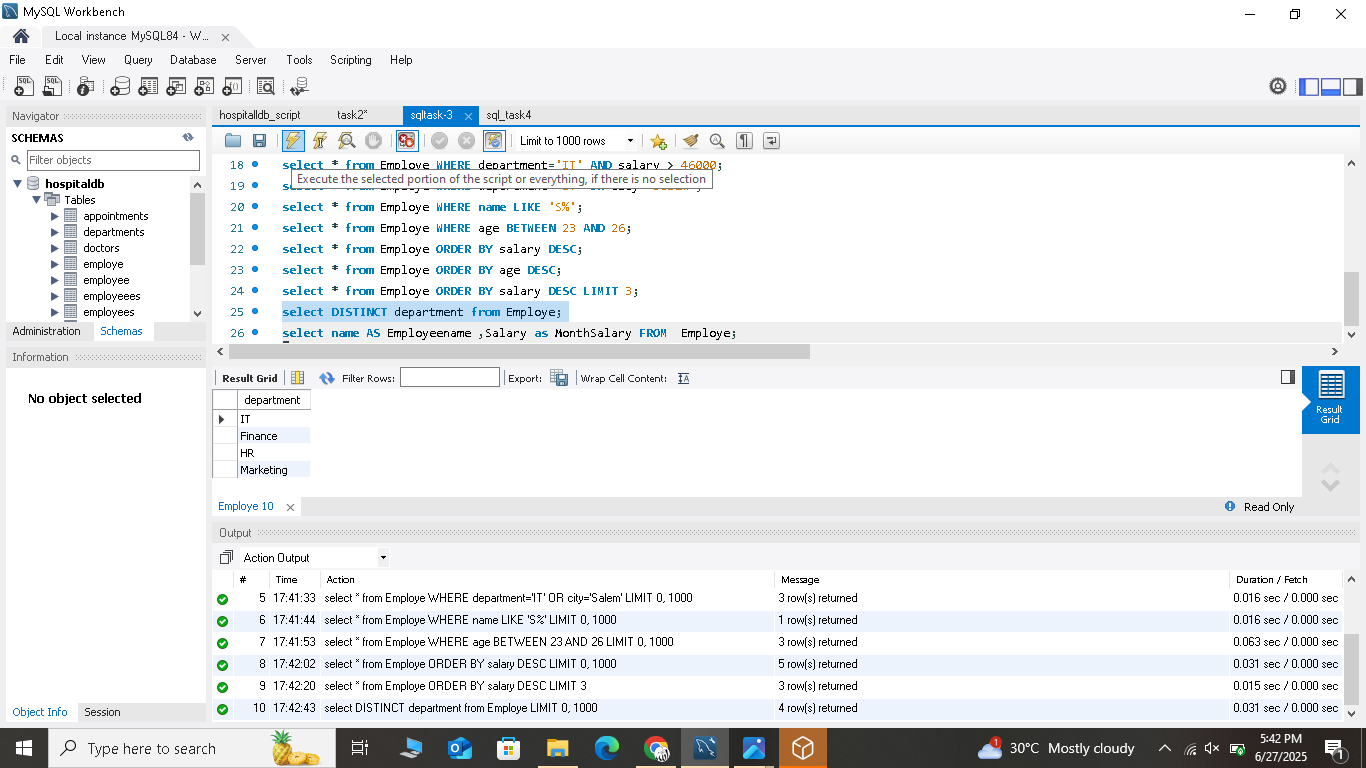 MySQL Workbench
Local instance MySQL84 - W...
File Edit View Query Database Server Tools Scripting Help
Navigator
SCHEMAS
Filter objects
hospitaldb
Tables
appointments
departments
doctors
employe
employee
employeees
employees
Administration Schemas
Information
No object selected
Object Info Session
hospitalldb_script task2* sqltask-3 sql_task4
Limit to 1000 rows
18 select * from Employe WHERE department='IT' AND salary > 46000;
Execute the selected portion of the script or everything, if there is no selection
19
20 select * from Employe WHERE name LIKE 'S%';
21 select * from Employe WHERE age BETWEEN 23 AND 26;
22 select * from Employe ORDER BY salary DESC;
23 select * from Employe ORDER BY age DESC;
24 select * from Employe ORDER BY salary DESC LIMIT 3;
25 select DISTINCT department from Employe;
26 select name AS Employeename ,Salary as MonthSalary FROM Employe;
Result Grid Filter Rows: Export: Wrap Cell Content:
department
IT
Finance
HR
Marketing
Result
Grid
Employe 10 Read Only
Output
Action Output
# Time Action Message Duration / Fetch
5 17:41:33 select * from Employe WHERE department='IT' OR city='Salem' LIMIT 0, 1000 3 row(s) returned 0.016 sec / 0.000 sec
6 17:41:44 select * from Employe WHERE name LIKE 'S%' LIMIT 0, 1000 1 row(s) returned 0.016 sec / 0.000 sec
7 17:41:53 select * from Employe WHERE age BETWEEN 23 AND 26 LIMIT 0, 1000 3 row(s) returned 0.063 sec / 0.000 sec
8 17:42:02 select * from Employe ORDER BY salary DESC LIMIT 0, 1000 5 row(s) returned 0.031 sec / 0.000 sec
9 17:42:20 select * from Employe ORDER BY salary DESC LIMIT 3 3 row(s) returned 0.015 sec / 0.000 sec
10 17:42:43 select DISTINCT department from Employe LIMIT 0, 1000 4 row(s) returned 0.031 sec / 0.000 sec
Type here to search
1
30°C Mostly cloudy
5:42 PM
6/27/2025
1